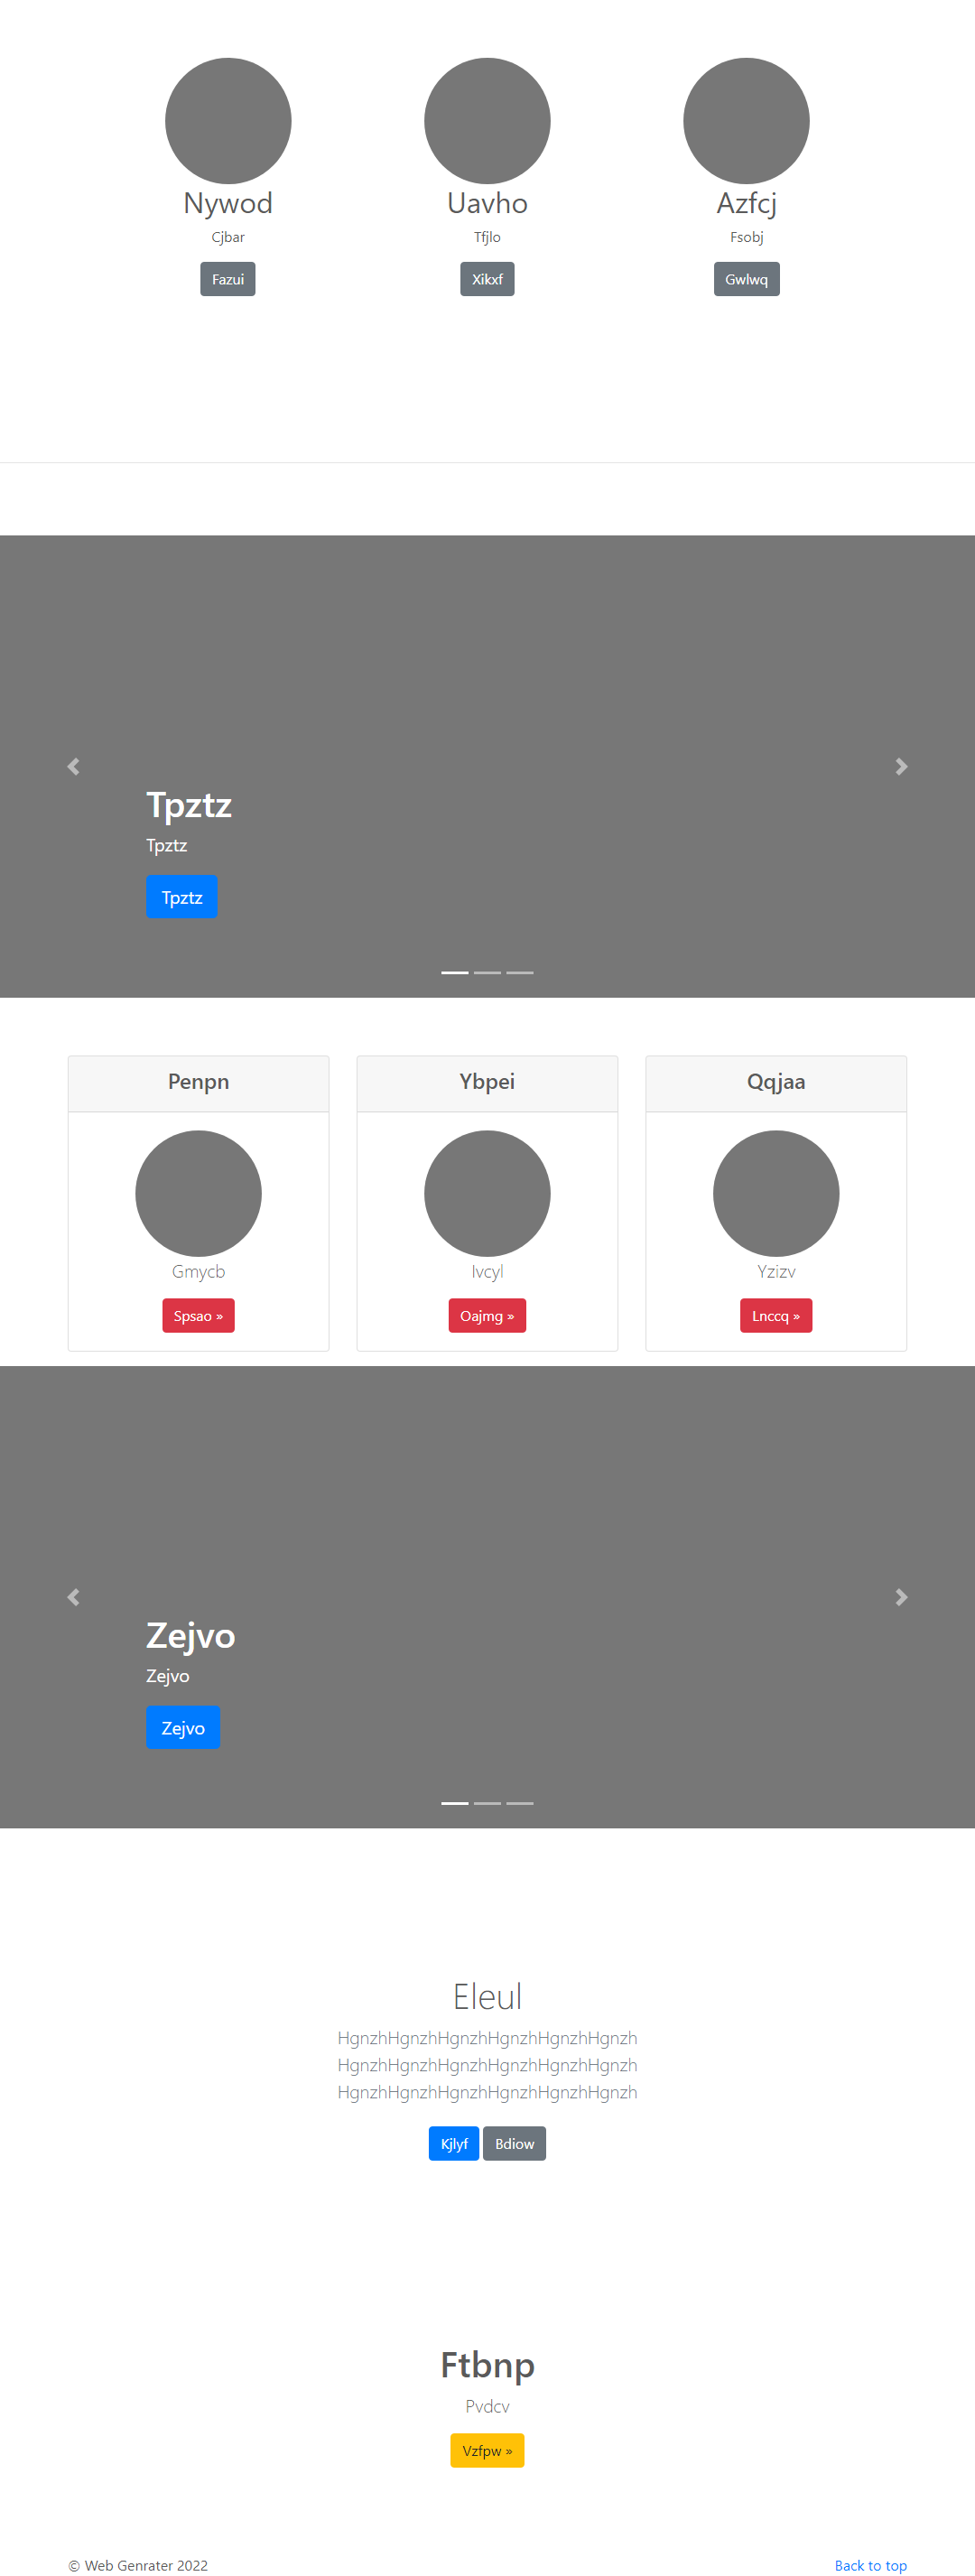 Nywod
Uavho
Azfcj
Cjbar
Tfjlo
Fsobj
Fazui
Xikxf
Gwlwq
Tpztz
Tpztz
Tpztz
Penpn
Ybpei
Qqjaa
Gmycb
Ivcyl
Yzizv
Spsao »
Oajmg »
Lnccq »
Zejvo
Zejvo
Zejvo
Eleul
HgnzhHgnzhHgnzhHgnzhHgnzhHgnzh
HgnzhHgnzhHgnzhHgnzhHgnzhHgnzh
HgnzhHgnzhHgnzhHgnzhHgnzhHgnzh
Kjlyf Bdiow
Ftbnp
Pvdcv
Vzfpw »
© Web Genrater 2022
Back to top